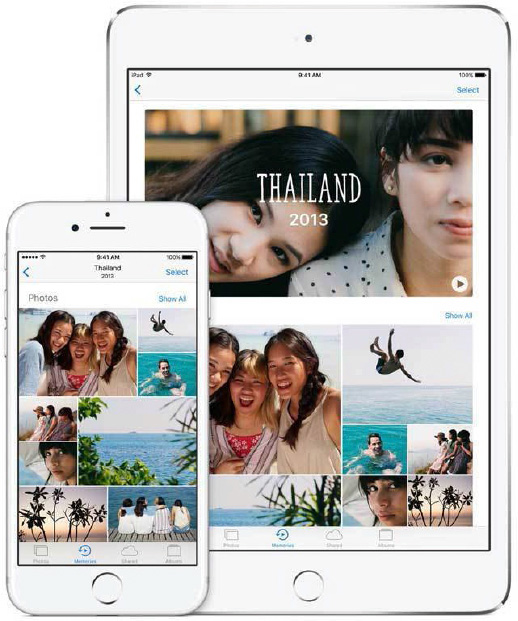 iPad
9:41 AM
100%
Select
THAILAND
2013
Show All
Photos
Memories
Shared
Albums
9:41 AM
100%
Thailand
2013
Select
Photos
Show All
Photos
Memories
Shared
Albums